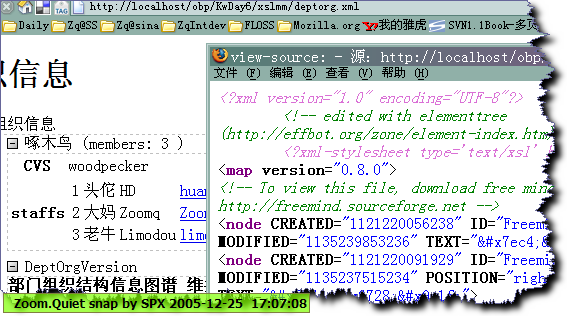 http://localhost/obp/KwDay6/xslmm/deptorg.xml
Daily Zq@SS Zq@sina ZqIntdev FLOSS Mozilla.org 我的雅虎 SVN1.1Book-多
织信息
组织信息
啄木鸟 (members: 3 )
CVS woodpecker
1 头佗 HD huan
staffs 2 大妈 Zoomq Zoom
3 老牛 Limodou limo
DeptOrgVersion
部门组织结构信息图谱 维
view-source: - 源: http://localhost/obp/
文件 (F) 编辑 (E) 查看 (V) 帮助 (H)
<?xml version="1.0" encoding="UTF-8"?>
<!-- edited with elementtree
(http://effbot.org/zone/element-index.htm
<?xml-stylesheet type='text/xsl'
<map version="0.8.0">
<!-- To view this file, download free mind
http://freemind.sourceforge.net -->
<node CREATED="1121220056238" ID="Freemi
MODIFIED="1135239853236" TEXT="&#x7ec4;&
<node CREATED="1121220091929" ID="Freemi
MODIFIED="1135237515234" POSITION="righ
Zoom.Quiet snap by SPX 2005-12-25 17:07:08